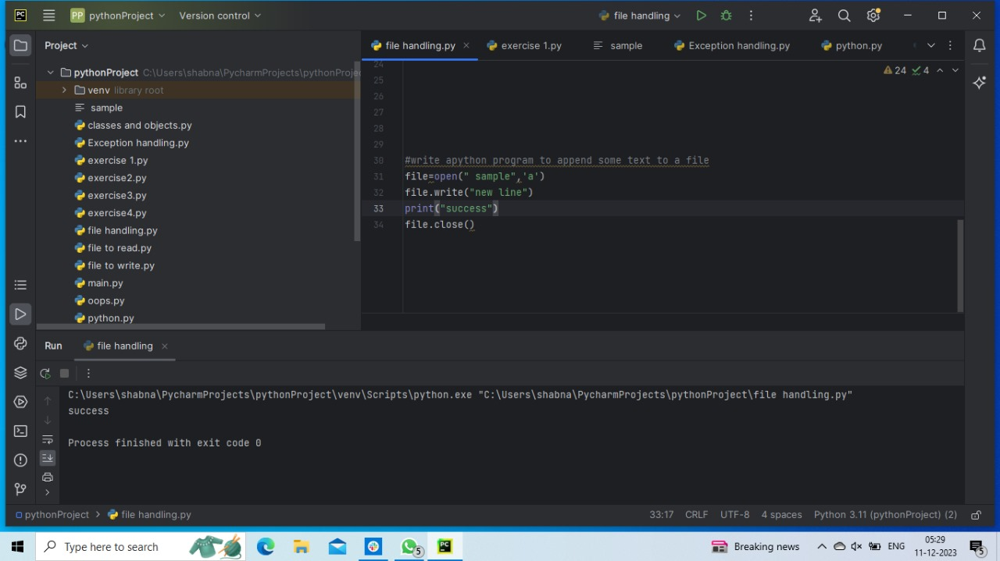 PC
PP pythonProject
Version control
file handling
Project
file handling.py
exercise 1.py
sample
Exception handling.py
python.py
pythonProject C:\Users\shabna\PycharmProjects\pythonProjec
venv library root
sample
classes and objects.py
Exception handling.py
exercise 1.py
exercise2.py
exercise3.py
exercise4.py
file handling.py
file to read.py
file to write.py
main.py
oops.py
python.py
24 4
24
25
26
27
28
29
30 #write apython program to append some text to a file
31 file=open(" sample",'a')
32 file.write("new line")
33 print("success")
34 file.close()
Run file handling
C:\Users\shabna\PycharmProjects\pythonProject\venv\Scripts\python.exe "C:\Users\shabna\PycharmProjects\pythonProject\file handling.py"
success
Process finished with exit code 0
pythonProject > file handling.py
33:17 CRLF UTF-8 4 spaces Python 3.11 (pythonProject) (2)
Type here to search
5
PC
Breaking news
ENG
05:29
11-12-2023
5